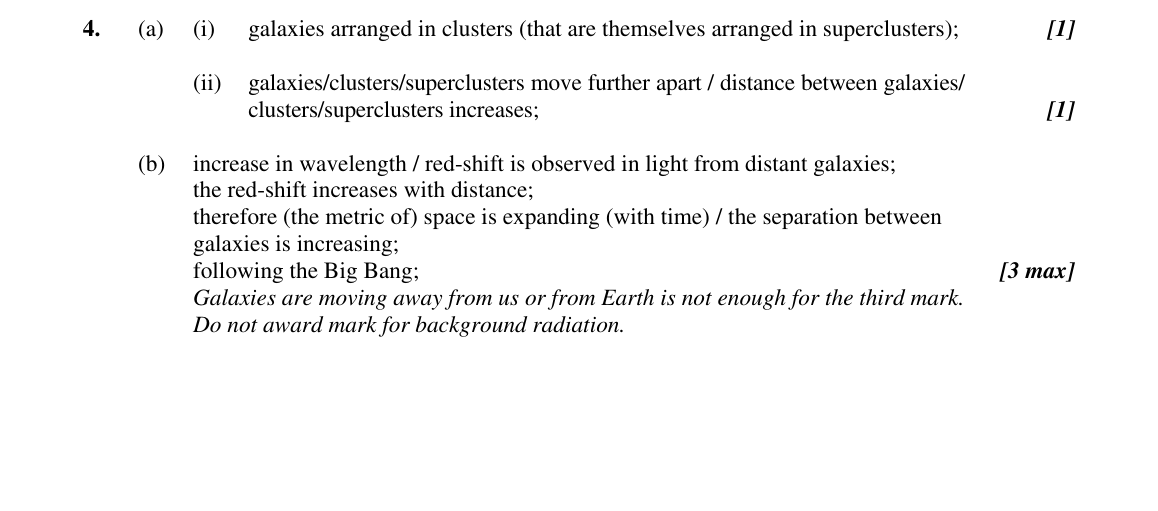 4. (a) (i) galaxies arranged in clusters (that are themselves arranged in superclusters); [1]
(ii) galaxies/clusters/superclusters move further apart / distance between galaxies/
clusters/superclusters increases; [1]
(b) increase in wavelength / red-shift is observed in light from distant galaxies;
the red-shift increases with distance;
therefore (the metric of) space is expanding (with time) / the separation between
galaxies is increasing;
following the Big Bang; [3 max]
Galaxies are moving away from us or from Earth is not enough for the third mark.
Do not award mark for background radiation.